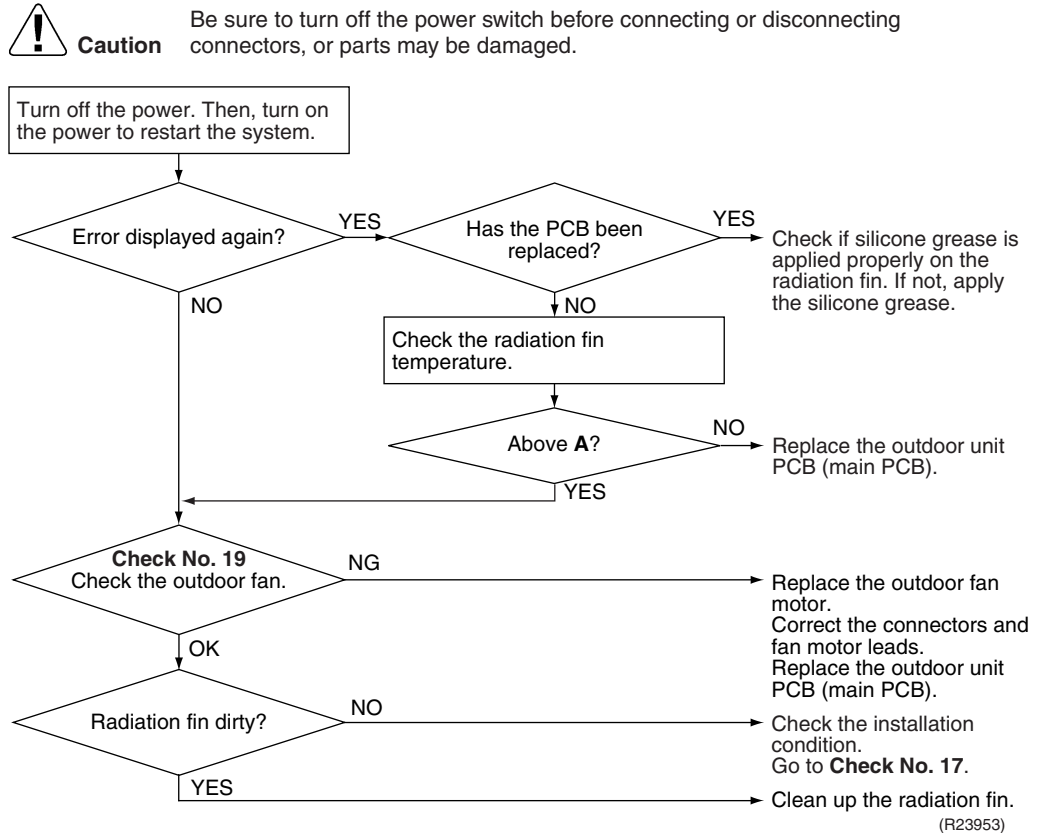 Be sure to turn off the power switch before connecting or disconnecting
Caution connectors, or parts may be damaged.
Turn off the power. Then, turn on
the power to restart the system.
Error displayed again?
YES
Has the PCB been
replaced?
YES
Check if silicone grease is
applied properly on the
radiation fin. If not, apply
the silicone grease.
NO
NO
Check the radiation fin
temperature.
Above A?
NO
Replace the outdoor unit
PCB (main PCB).
YES
Check No. 19
Check the outdoor fan.
NG
Replace the outdoor fan
motor.
Correct the connectors and
fan motor leads.
Replace the outdoor unit
PCB (main PCB).
OK
Radiation fin dirty?
NO
Check the installation
condition.
Go to Check No. 17.
YES
Clean up the radiation fin.
(R23953)